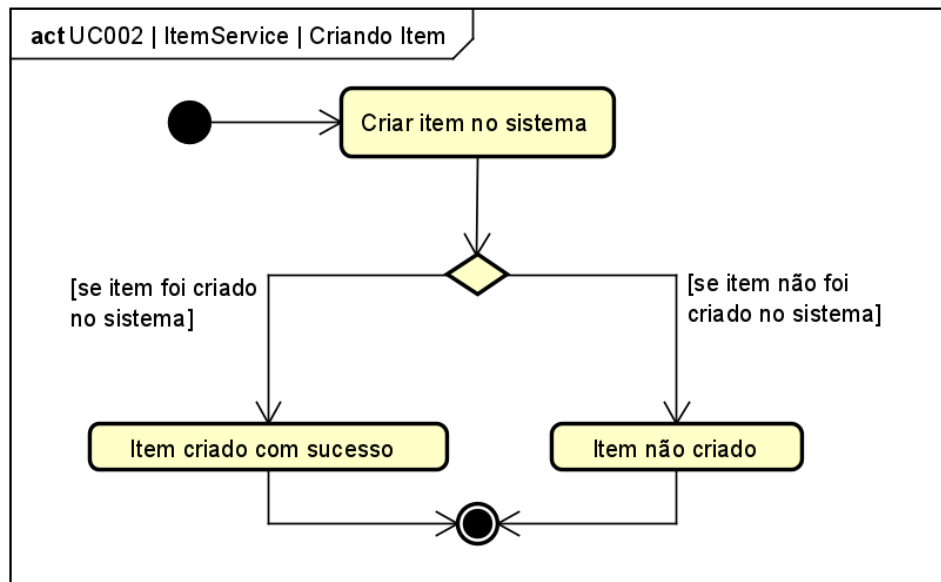 act UC002 | ItemService | Criando Item
Criar item no sistema
[se item foi criado
no sistema]
[se item não foi
criado no sistema]
Item criado com sucesso
Item não criado